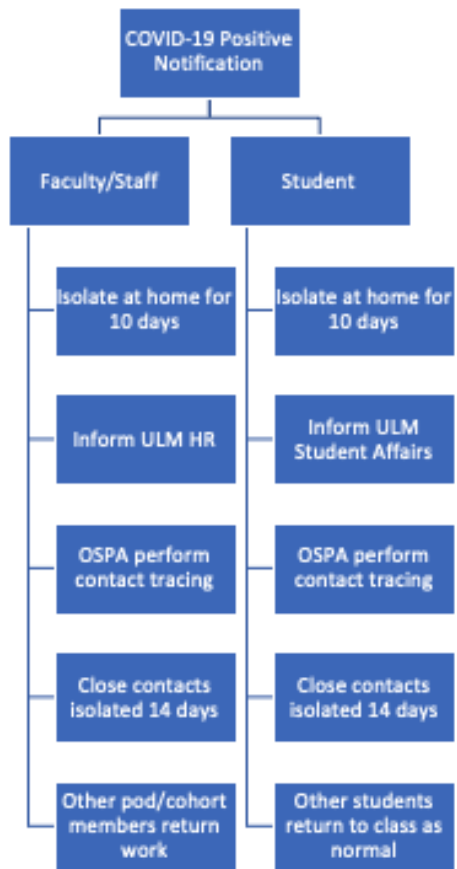 COVID-19 Positive
Notification
Faculty/Staff
Student
Isolate at home for
10 days
Isolate at home for
10 days
Inform ULM HR
Inform ULM
Student Affairs
OSPA perform
contact tracing
OSPA perform
contact tracing
Close contacts
isolated 14 days
Close contacts
isolated 14 days
Other pod/cohort
members return
work
Other students
return to class as
normal